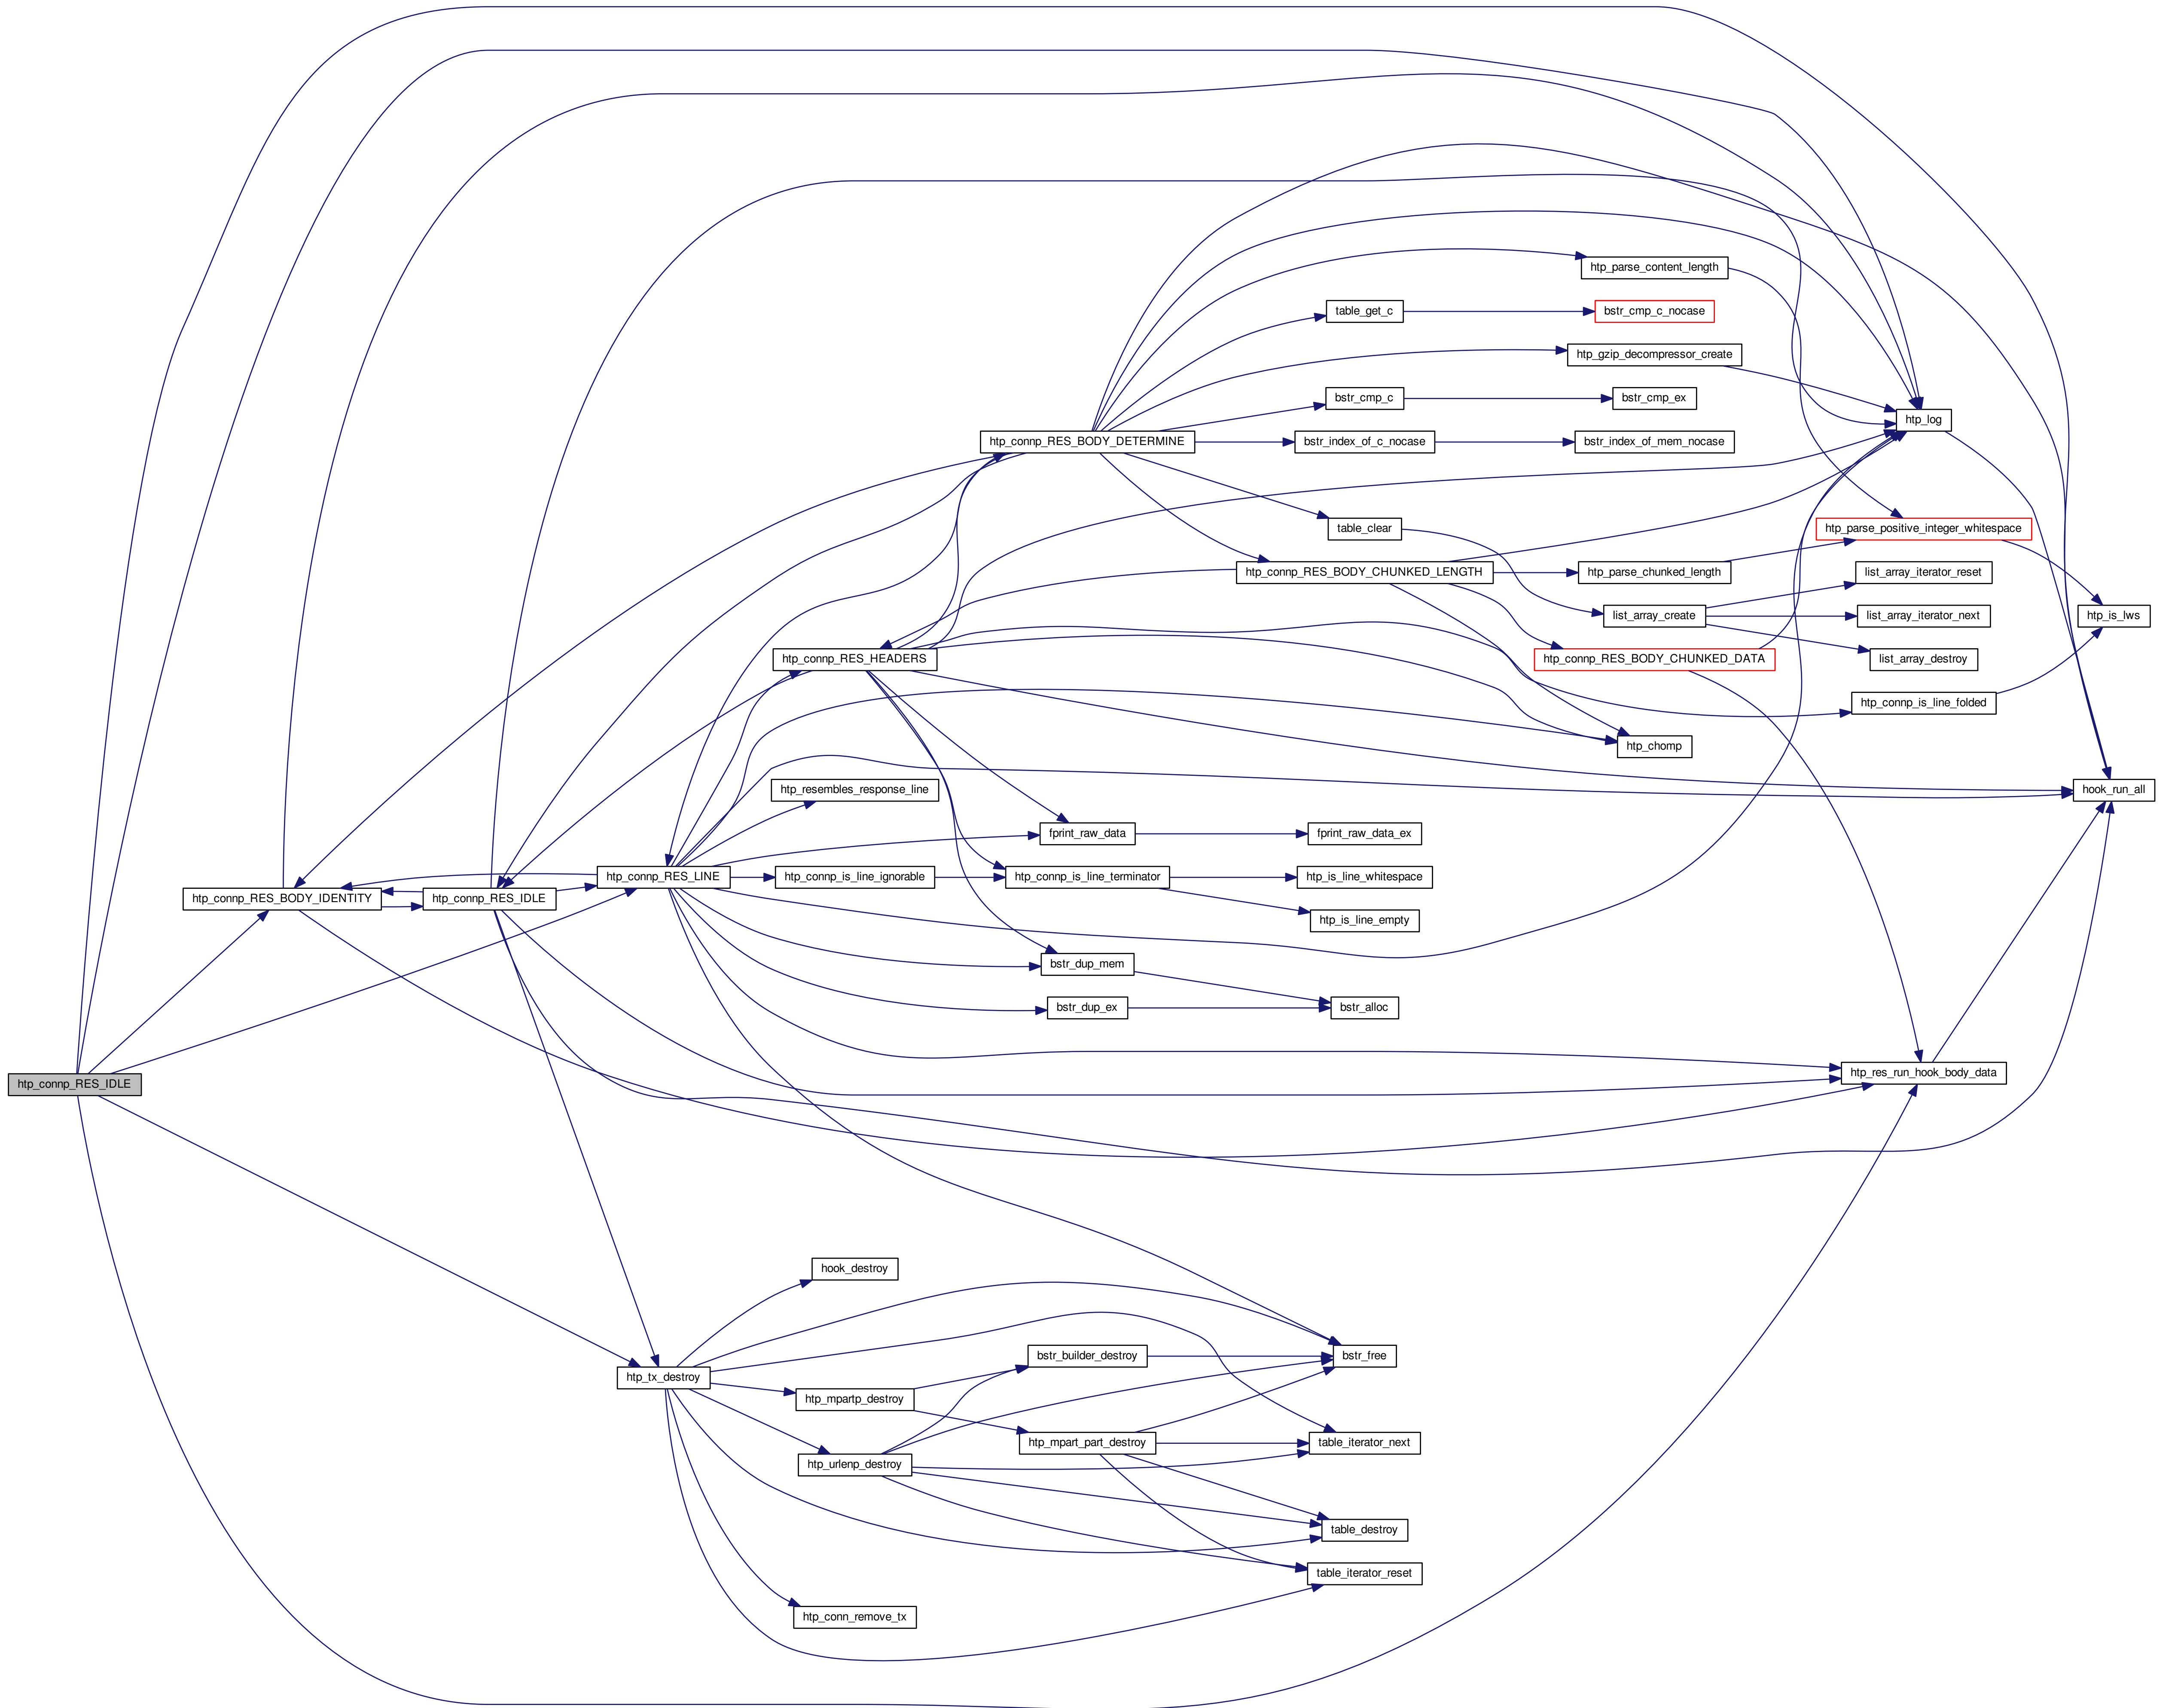 htp_parse_content_length
table_get_c
bstr_cmp_c_nocase
htp_gzip_decompressor_create
bstr_cmp_c
bstr_cmp_ex
htp_log
htp_connp_RES_BODY_DETERMINE
bstr_index_of_c_nocase
bstr_index_of_mem_nocase
table_clear
htp_parse_positive_integer_whitespace
htp_connp_RES_BODY_CHUNKED_LENGTH
htp_parse_chunked_length
list_array_iterator_reset
list_array_create
list_array_iterator_next
htp_is_lws
htp_connp_RES_HEADERS
htp_connp_RES_BODY_CHUNKED_DATA
list_array_destroy
htp_connp_is_line_folded
htp_chomp
htp_resembles_response_line
hook_run_all
fprint_raw_data
fprint_raw_data_ex
htp_connp_RES_LINE
htp_connp_is_line_ignorable
htp_connp_is_line_terminator
htp_is_line_whitespace
htp_connp_RES_BODY_IDENTITY
htp_connp_RES_IDLE
htp_is_line_empty
bstr_dup_mem
bstr_dup_ex
bstr_alloc
htp_res_run_hook_body_data
htp_connp_RES_IDLE
hook_destroy
bstr_builder_destroy
bstr_free
htp_tx_destroy
htp_mpartp_destroy
htp_mpart_part_destroy
table_iterator_next
htp_urlenp_destroy
table_destroy
table_iterator_reset
htp_conn_remove_tx